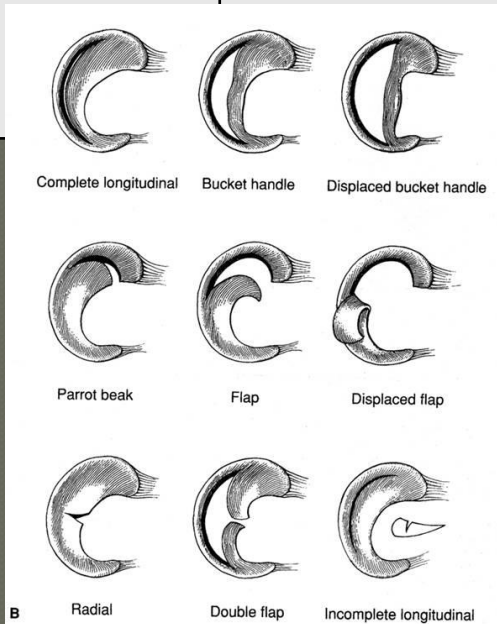 Complete longitudinal Bucket handle Displaced bucket handle
Parrot beak Flap Displaced flap
B Radial Double flap Incomplete longitudinal